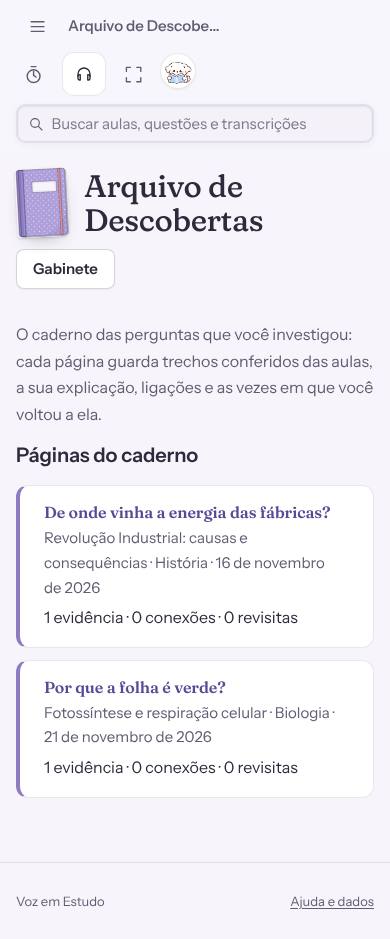 Arquivo de Descobe...
Buscar aulas, questões e transcrições
Arquivo de
Descobertas
Gabinete
O caderno das perguntas que você investigou:
cada página guarda trechos conferidos das aulas,
a sua explicação, ligações e as vezes em que você
voltou a ela.
Páginas do caderno
De onde vinha a energia das fábricas?
Revolução Industrial: causas e
consequências · História · 16 de novembro
de 2026
1 evidência · 0 conexões · 0 revisitas
Por que a folha é verde?
Fotossíntese e respiração celular · Biologia ·
21 de novembro de 2026
1 evidência · 0 conexões · 0 revisitas
Voz em Estudo
Ajuda e dados